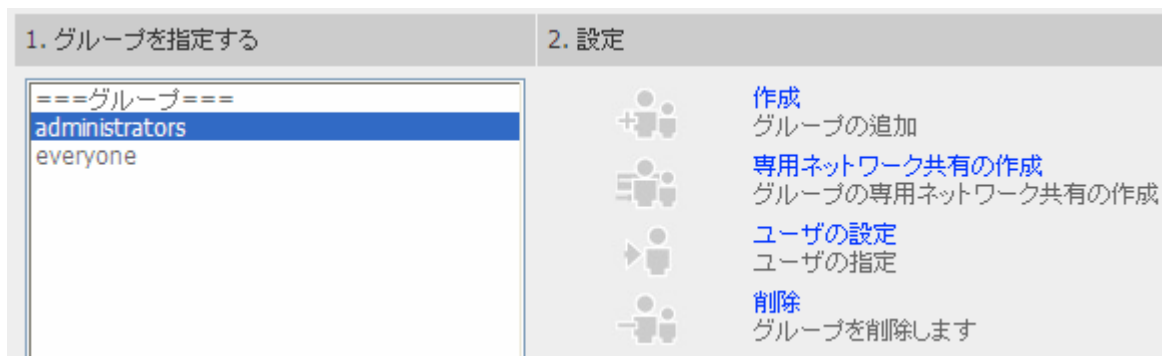 1. グループを指定する
2. 設定
===グループ===
administrators
everyone
作成
グループの追加
専用ネットワーク共有の作成
グループの専用ネットワーク共有の作成
ユーザの設定
ユーザの指定
削除
グループを削除します